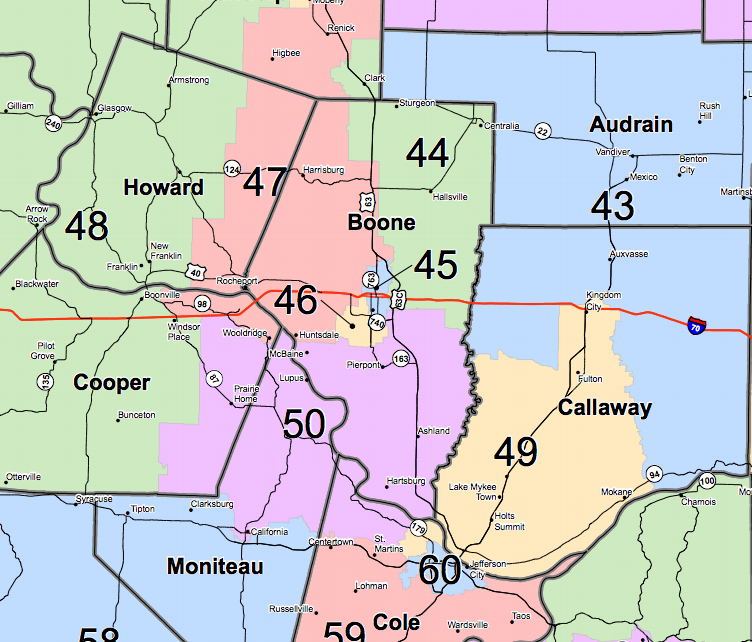 Moberly
Renick
Higbee
Clark
Armstrong
Gilliam
Glasgow
240
Sturgeon
Centralia
22
Audrain
Rush
Hill
44
Vandiver
Benton
City
Mexico
Martinsb
124
47
Harrisburg
Howard
Hallsville
63
43
Arrow
Rock
48
Boone
New
Franklin
Franklin
40
45
Auxvasse
Rocheport
763
Blackwater
Boonville
98
46
63C
Kingdom
City
70
Windsor
Place
Wooldridge
Huntsdale
740
Pilot
Grove
McBaine
Pierpont
163
135
Cooper
87
Lupus
Fulton
Prairie
Home
Callaway
Bunceton
50
Ashland
49
Otterville
Hartsburg
Lake Mykee
Town
94
100
Mokane
Mo
Syracuse
Tipton
Clarksburg
Chamois
Holts
Summit
179
California
Centertown
St.
Martins
Moniteau
60
Jefferson
City
Lohman
Russellville
58
59
Cole
Wardsville
Taos